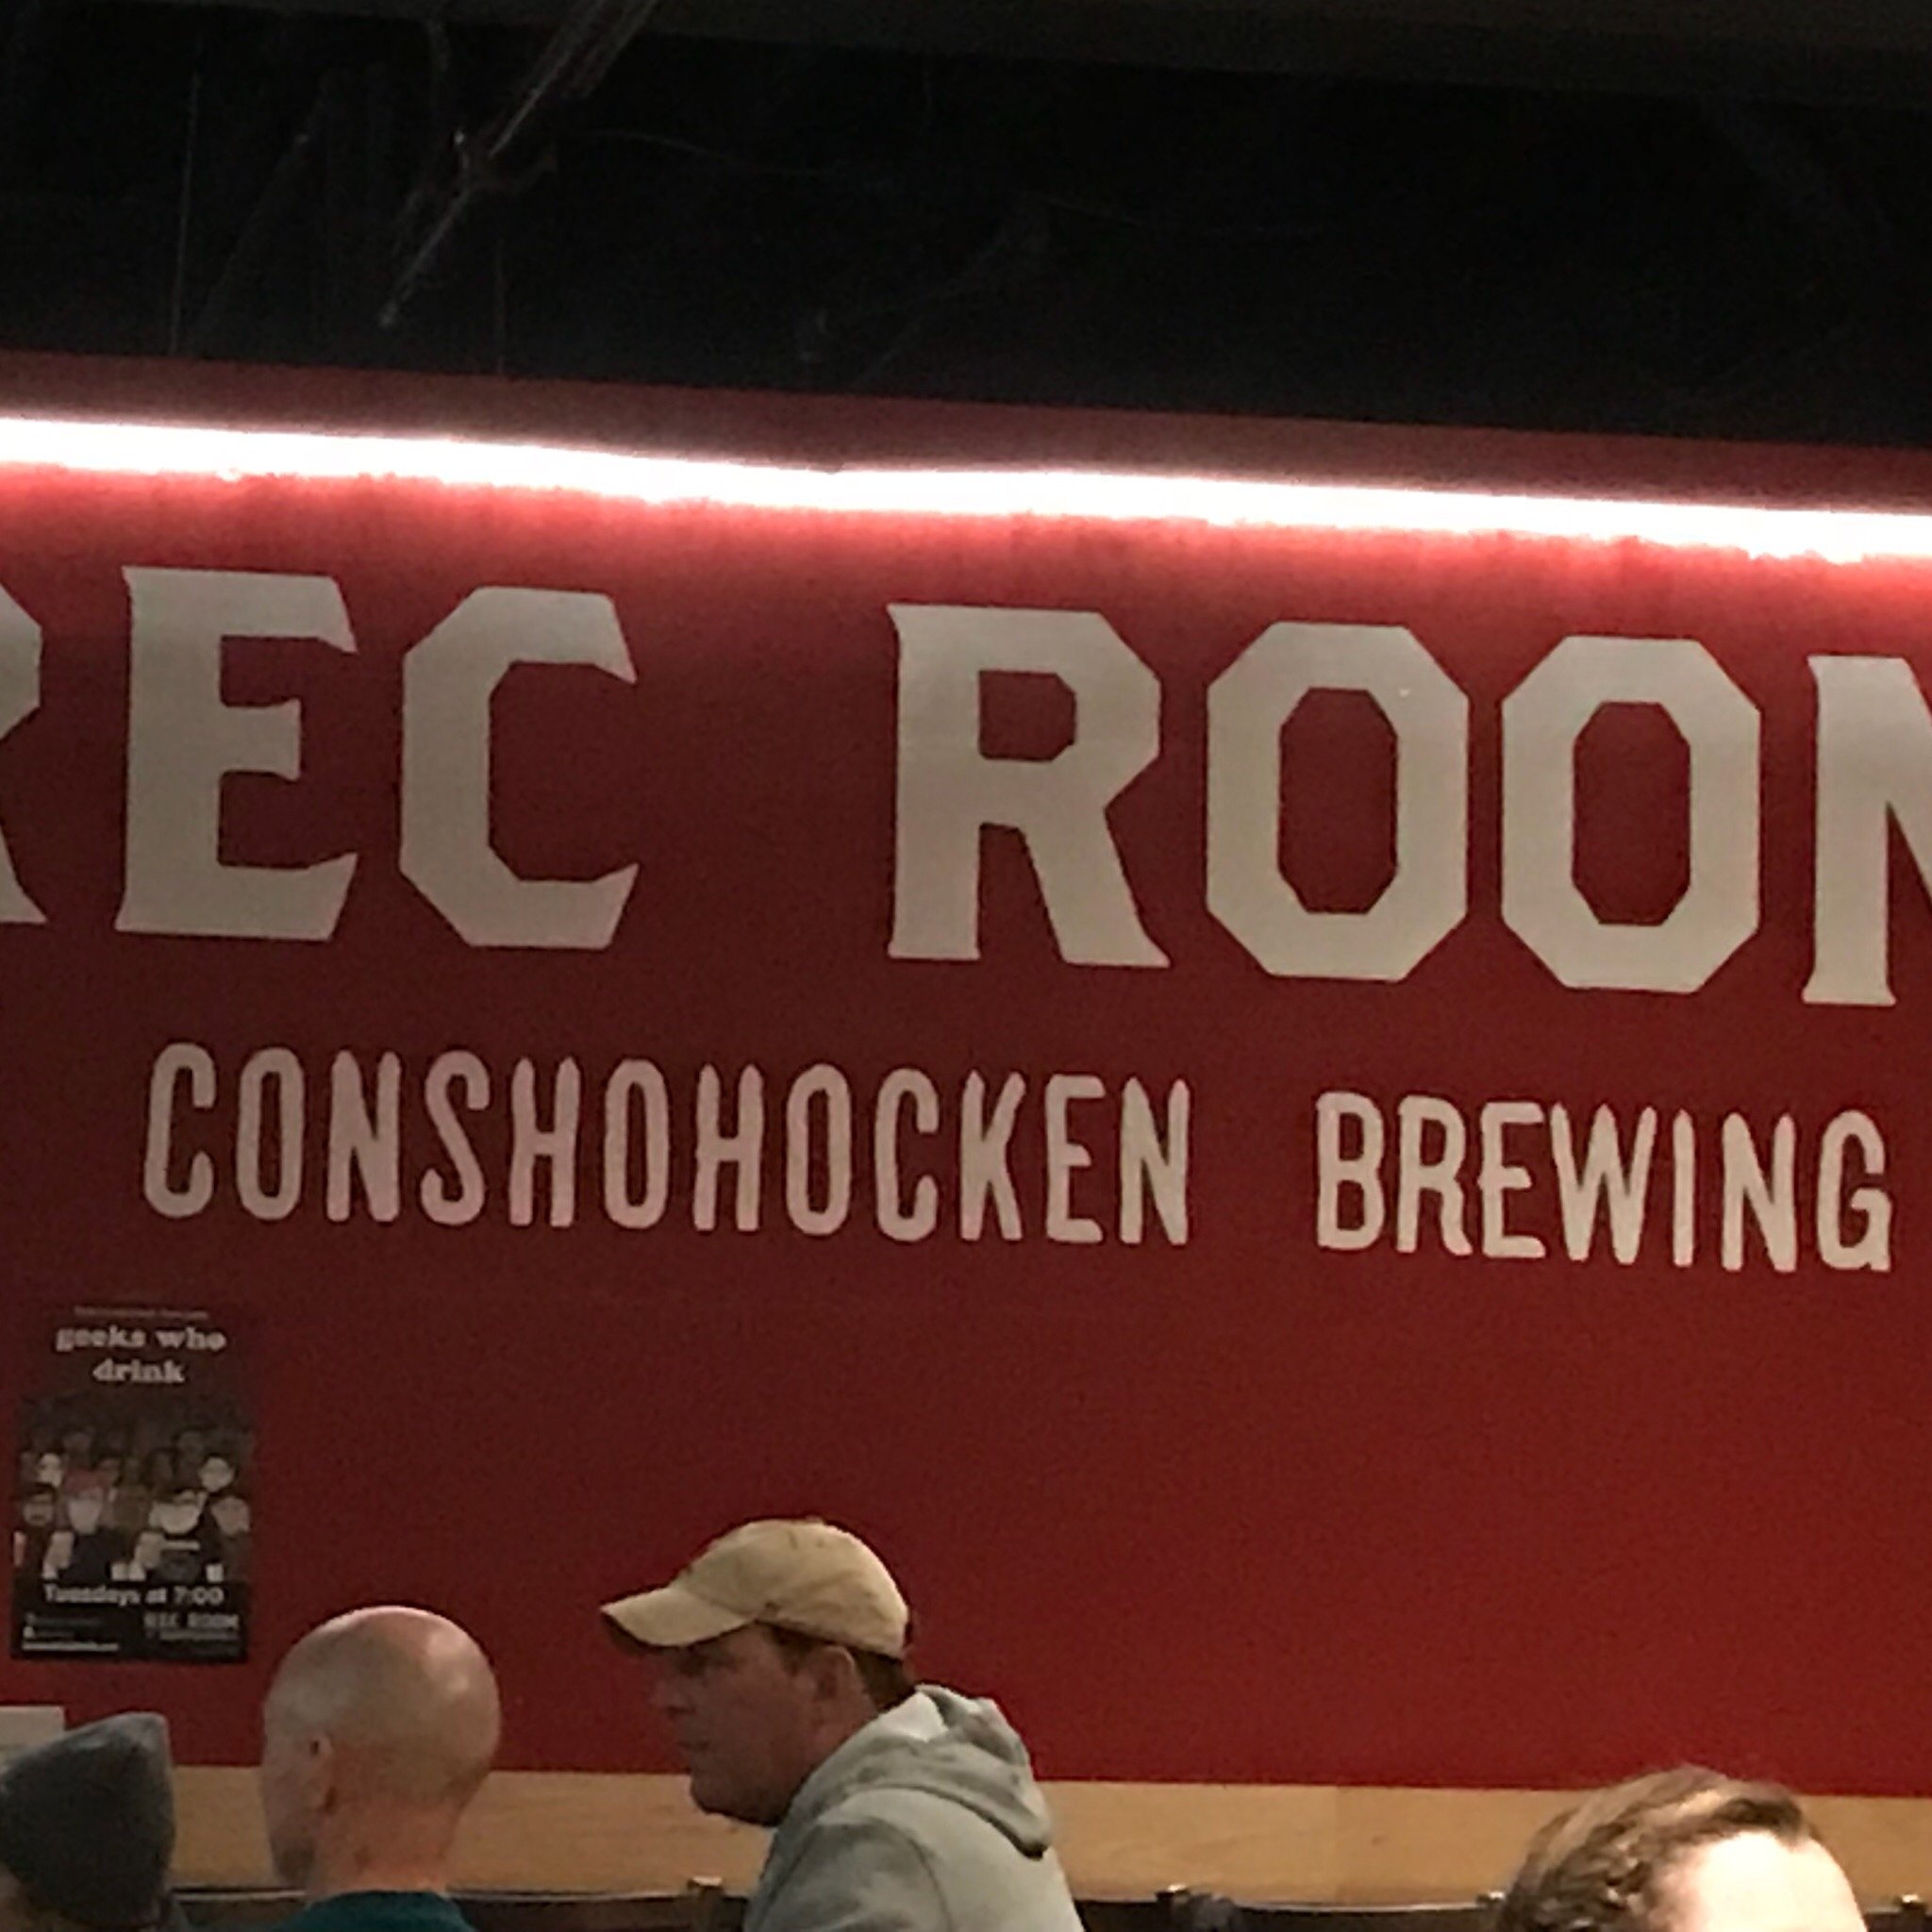 REC ROOM
CONSHOHOCKEN BREWING
geeks who
drink
Tuesdays at 7:00
REC ROOM